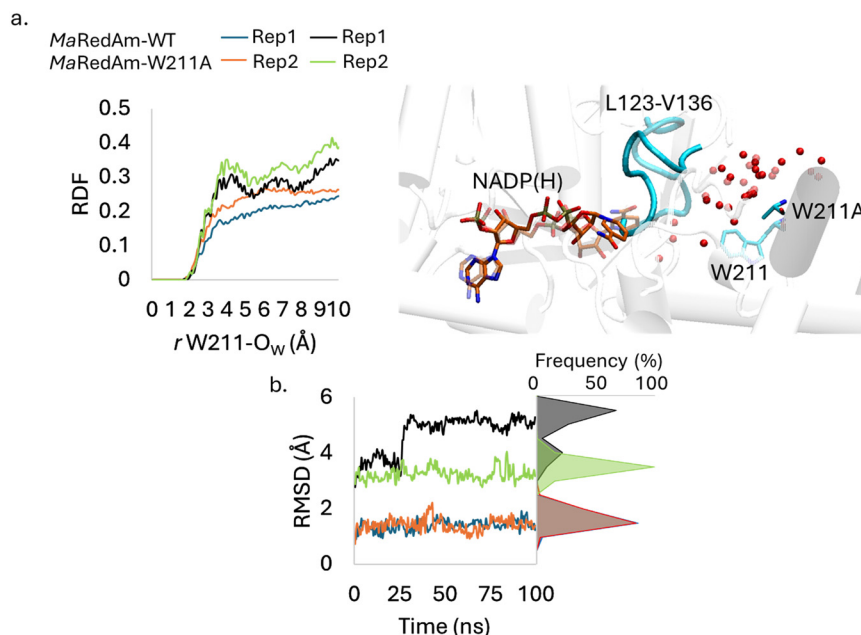 a.
MaRedAm-WT Rep1 Rep1
MaRedAm-W211A Rep2 Rep2
0.5
0.4
0.3
0.2
0.1
0
RDF
0 1 2 3 4 5 6 7 8 9 10
r W211-OW (Å)
L123-V136
NADP(H)
W211A
W211
b.
Frequency (%)
0 50 100
6
4
2
0
RMSD (Å)
0 25 50 75 100
Time (ns)